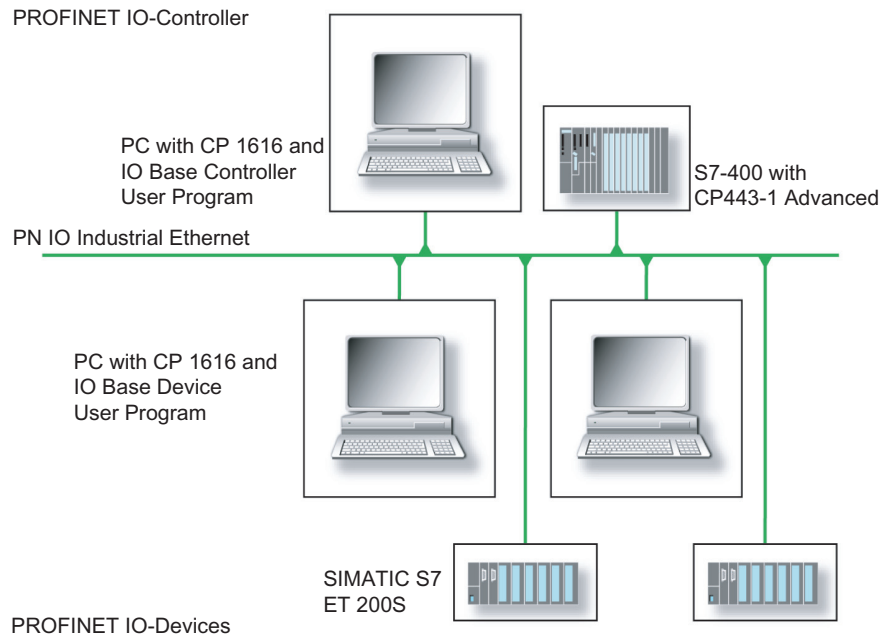 PROFINET IO-Controller
PC with CP 1616 and
IO Base Controller
User Program
S7-400 with
CP443-1 Advanced
PN IO Industrial Ethernet
PC with CP 1616 and
IO Base Device
User Program
SIMATIC S7
ET 200S
PROFINET IO-Devices